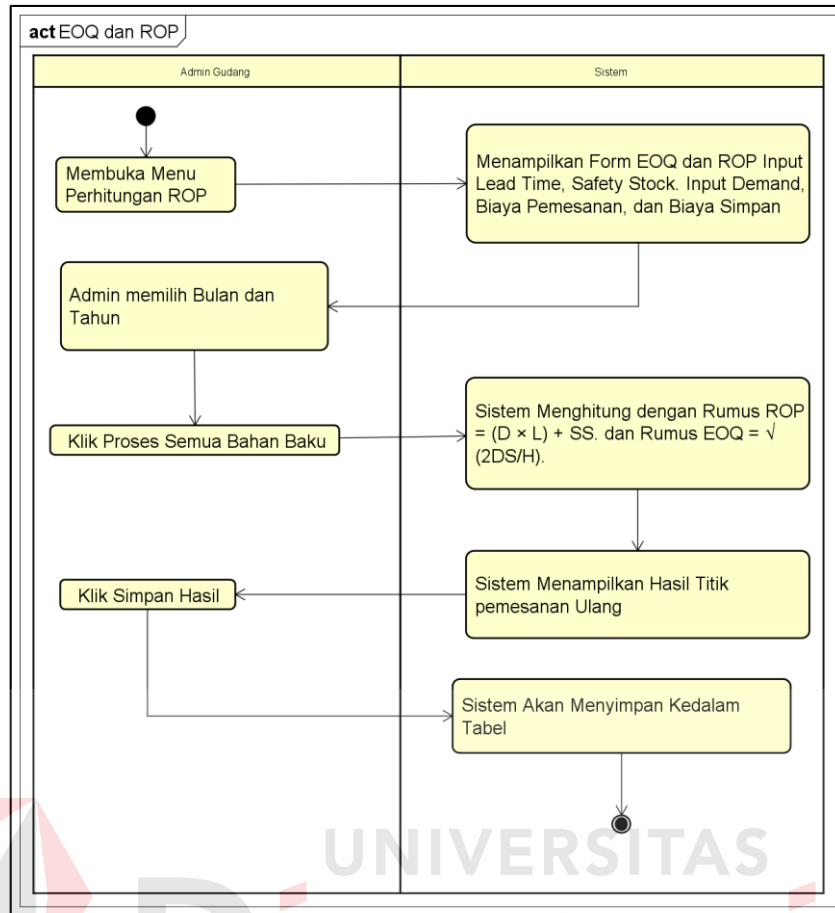 act EOQ dan ROP
Admin Gudang
Sistem
Membuka Menu
Perhitungan ROP
Menampilkan Form EOQ dan ROP Input
Lead Time, Safety Stock. Input Demand,
Biaya Pemesanan, dan Biaya Simpan
Admin memilih Bulan dan
Tahun
Klik Proses Semua Bahan Baku
Sistem Menghitung dengan Rumus ROP
= (D × L) + SS. dan Rumus EOQ = √
(2DS/H).
Sistem Menampilkan Hasil Titik
pemesanan Ulang
Klik Simpan Hasil
Sistem Akan Menyimpan Kedalam
Tabel
UNIVERSITAS